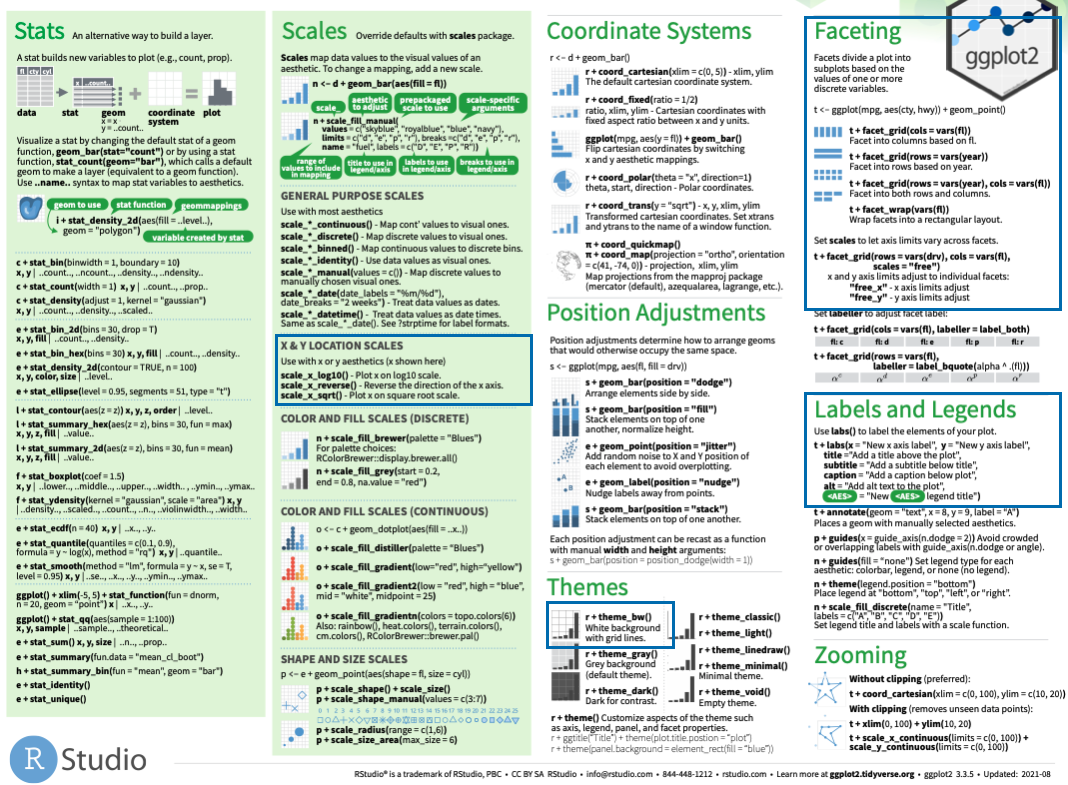 Stats An alternative way to build a layer.
A stat builds new variables to plot (e.g., count, prop).
fl cty cyl
x ..count..
data stat geom coordinate plot
x = x system
y = ..count..
Visualize a stat by changing the default stat of a geom
function, geom_bar(stat="count") or by using a stat
function, stat_count(geom="bar"), which calls a default
geom to make a layer (equivalent to a geom function).
Use ..name.. syntax to map stat variables to aesthetics.
geom to use stat function geommappings
i + stat_density_2d(aes(fill = ..level..),
geom = "polygon")
variable created by stat
c + stat_bin(binwidth = 1, boundary = 10)
x, y | ..count.., ..ncount.., ..density.., ..ndensity..
c + stat_count(width = 1) x, y | ..count.., ..prop..
c + stat_density(adjust = 1, kernel = "gaussian")
x, y | ..count.., ..density.., ..scaled..
e + stat_bin_2d(bins = 30, drop = T)
x, y, fill | ..count.., ..density..
e + stat_bin_hex(bins = 30) x, y, fill | ..count.., ..density..
e + stat_density_2d(contour = TRUE, n = 100)
x, y, color, size | ..level..
e + stat_ellipse(level = 0.95, segments = 51, type = "t")
l + stat_contour(aes(z = z)) x, y, z, order | ..level..
l + stat_summary_hex(aes(z = z), bins = 30, fun = max)
x, y, z, fill | ..value..
l + stat_summary_2d(aes(z = z), bins = 30, fun = mean)
x, y, z, fill | ..value..
f + stat_boxplot(coef = 1.5)
x, y | ..lower.., ..middle.., ..upper.., ..width.. , ..ymin.., ..ymax..
f + stat_ydensity(kernel = "gaussian", scale = "area") x, y
| ..density.., ..scaled.., ..count.., ..n.., ..violinwidth.., ..width..
e + stat_ecdf(n = 40) x, y | ..x.., ..y..
e + stat_quantile(quantiles = c(0.1, 0.9),
formula = y ~ log(x), method = "rq") x, y | ..quantile..
e + stat_smooth(method = "lm", formula = y ~ x, se = T,
level = 0.95) x, y | ..se.., ..x.., ..y.., ..ymin.., ..ymax..
ggplot() + xlim(-5, 5) + stat_function(fun = dnorm,
n = 20, geom = "point") x | ..x.., ..y..
ggplot() + stat_qq(aes(sample = 1:100))
x, y, sample | ..sample.., ..theoretical..
e + stat_sum() x, y, size | ..n.., ..prop..
e + stat_summary(fun.data = "mean_cl_boot")
h + stat_summary_bin(fun = "mean", geom = "bar")
e + stat_identity()
e + stat_unique()
Scales Override defaults with scales package.
Scales map data values to the visual values of an
aesthetic. To change a mapping, add a new scale.
n <- d + geom_bar(aes(fill = fl))
scale_ aesthetic to adjust prepackaged scale to use scale-specific arguments
n + scale_fill_manual(
values = c("skyblue", "royalblue", "blue", "navy"),
limits = c("d", "e", "p", "r"), breaks =c("d", "e", "p", "r"),
name = "fuel", labels = c("D", "E", "P", "R"))
range of values to include in mapping title to use in legend/axis labels to use in legend/axis breaks to use in legend/axis
GENERAL PURPOSE SCALES
Use with most aesthetics
scale_*_continuous() - Map cont' values to visual ones.
scale_*_discrete() - Map discrete values to visual ones.
scale_*_binned() - Map continuous values to discrete bins.
scale_*_identity() - Use data values as visual ones.
scale_*_manual(values = c()) - Map discrete values to
manually chosen visual ones.
scale_*_date(date_labels = "%m/%d"),
date_breaks = "2 weeks") - Treat data values as dates.
scale_*_datetime() - Treat data values as date times.
Same as scale_*_date(). See ?strptime for label formats.
X & Y LOCATION SCALES
Use with x or y aesthetics (x shown here)
scale_x_log10() - Plot x on log10 scale.
scale_x_reverse() - Reverse the direction of the x axis.
scale_x_sqrt() - Plot x on square root scale.
COLOR AND FILL SCALES (DISCRETE)
n + scale_fill_brewer(palette = "Blues")
For palette choices:
RColorBrewer::display.brewer.all()
n + scale_fill_grey(start = 0.2,
end = 0.8, na.value = "red")
COLOR AND FILL SCALES (CONTINUOUS)
o <- c + geom_dotplot(aes(fill = ..x..))
o + scale_fill_distiller(palette = "Blues")
o + scale_fill_gradient(low="red", high="yellow")
o + scale_fill_gradient2(low = "red", high = "blue",
mid = "white", midpoint = 25)
o + scale_fill_gradientn(colors = topo.colors(6))
Also: rainbow(), heat.colors(), terrain.colors(),
cm.colors(), RColorBrewer::brewer.pal()
SHAPE AND SIZE SCALES
p <- e + geom_point(aes(shape = fl, size = cyl))
p + scale_shape() + scale_size()
p + scale_shape_manual(values = c(3:7))
0 1 2 3 4 5 6 7 8 9 10 11 12 13 14 15 16 17 18 19 20 21 22 23 24 25
p + scale_radius(range = c(1,6))
p + scale_size_area(max_size = 6)
Coordinate Systems
r <- d + geom_bar()
r + coord_cartesian(xlim = c(0, 5)) - xlim, ylim
The default cartesian coordinate system.
r + coord_fixed(ratio = 1/2)
ratio, xlim, ylim - Cartesian coordinates with
fixed aspect ratio between x and y units.
ggplot(mpg, aes(y = fl)) + geom_bar()
Flip cartesian coordinates by switching
x and y aesthetic mappings.
r + coord_polar(theta = "x", direction=1)
theta, start, direction - Polar coordinates.
r + coord_trans(y = "sqrt") - x, y, xlim, ylim
Transformed cartesian coordinates. Set xtrans
and ytrans to the name of a window function.
π + coord_quickmap()
π + coord_map(projection = "ortho", orientation
= c(41, -74, 0)) - projection, xlim, ylim
Map projections from the mapproj package
(mercator (default), azequalarea, lagrange, etc.).
Position Adjustments
Position adjustments determine how to arrange geoms
that would otherwise occupy the same space.
s <- ggplot(mpg, aes(fl, fill = drv))
s + geom_bar(position = "dodge")
Arrange elements side by side.
s + geom_bar(position = "fill")
Stack elements on top of one
another, normalize height.
e + geom_point(position = "jitter")
Add random noise to X and Y position of
each element to avoid overplotting.
e + geom_label(position = "nudge")
Nudge labels away from points.
s + geom_bar(position = "stack")
Stack elements on top of one another.
Each position adjustment can be recast as a function
with manual width and height arguments:
s + geom_bar(position = position_dodge(width = 1))
Themes
r + theme_bw()
White background
with grid lines.
r + theme_gray()
Grey background
(default theme).
r + theme_dark()
Dark for contrast.
r + theme_classic()
r + theme_light()
r + theme_linedraw()
r + theme_minimal()
Minimal theme.
r + theme_void()
Empty theme.
r + theme() Customize aspects of the theme such
as axis, legend, panel, and facet properties.
r + ggtitle("Title") + theme(plot.title.postion = "plot")
r + theme(panel.background = element_rect(fill = "blue"))
ggplot2
Faceting
Facets divide a plot into
subplots based on the
values of one or more
discrete variables.
t <- ggplot(mpg, aes(cty, hwy)) + geom_point()
t + facet_grid(cols = vars(fl))
Facet into columns based on fl.
t + facet_grid(rows = vars(year))
Facet into rows based on year.
t + facet_grid(rows = vars(year), cols = vars(fl))
Facet into both rows and columns.
t + facet_wrap(vars(fl))
Wrap facets into a rectangular layout.
Set scales to let axis limits vary across facets.
t + facet_grid(rows = vars(drv), cols = vars(fl),
scales = "free")
x and y axis limits adjust to individual facets:
"free_x" - x axis limits adjust
"free_y" - y axis limits adjust
Set labeller to adjust facet label:
t + facet_grid(cols = vars(fl), labeller = label_both)
fl: c fl: d fl: e fl: p fl: r
t + facet_grid(rows = vars(fl),
labeller = label_bquote(alpha ^ .(fl)))
αᶜ αᵈ αᵉ αᵖ αʳ
Labels and Legends
Use labs() to label the elements of your plot.
t + labs(x = "New x axis label", y = "New y axis label",
title ="Add a title above the plot",
subtitle = "Add a subtitle below title",
caption = "Add a caption below plot",
alt = "Add alt text to the plot",
<AES> = "New <AES> legend title")
t + annotate(geom = "text", x = 8, y = 9, label = "A")
Places a geom with manually selected aesthetics.
p + guides(x = guide_axis(n.dodge = 2)) Avoid crowded
or overlapping labels with guide_axis(n.dodge or angle).
n + guides(fill = "none") Set legend type for each
aesthetic: colorbar, legend, or none (no legend).
n + theme(legend.position = "bottom")
Place legend at "bottom", "top", "left", or "right".
n + scale_fill_discrete(name = "Title",
labels = c("A", "B", "C", "D", "E"))
Set legend title and labels with a scale function.
Zooming
Without clipping (preferred):
t + coord_cartesian(xlim = c(0, 100), ylim = c(10, 20))
With clipping (removes unseen data points):
t + xlim(0, 100) + ylim(10, 20)
t + scale_x_continuous(limits = c(0, 100)) +
scale_y_continuous(limits = c(0, 100))
R Studio
RStudio® is a trademark of RStudio, PBC • CC BY SA RStudio • info@rstudio.com • 844-448-1212 • rstudio.com • Learn more at ggplot2.tidyverse.org • ggplot2 3.3.5 • Updated: 2021-08